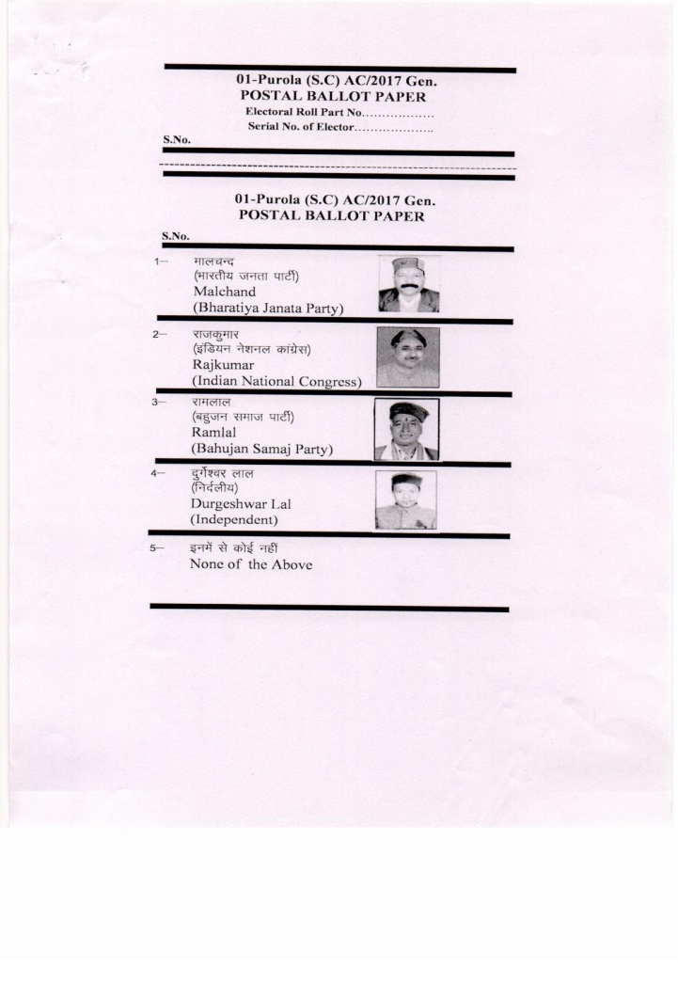 01-Purola (S.C) AC/2017 Gen.
POSTAL BALLOT PAPER
Electoral Roll Part No..................
Serial No. of Elector....................
S.No.
01-Purola (S.C) AC/2017 Gen.
POSTAL BALLOT PAPER
S.No.
1– मालचन्द
(भारतीय जनता पार्टी)
Malchand
(Bharatiya Janata Party)
2– राजकुमार
(इंडियन नेशनल कांग्रेस)
Rajkumar
(Indian National Congress)
3– रामलाल
(बहुजन समाज पार्टी)
Ramlal
(Bahujan Samaj Party)
4– दुर्गेश्वर लाल
(निर्दलीय)
Durgeshwar Lal
(Independent)
5– इनमें से कोई नहीं
None of the Above